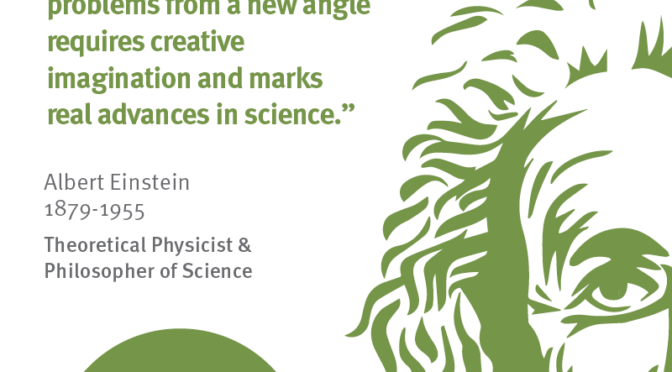 problems from a new angle
requires creative
imagination and marks
real advances in science.”
Albert Einstein
1879-1955
Theoretical Physicist &
Philosopher of Science